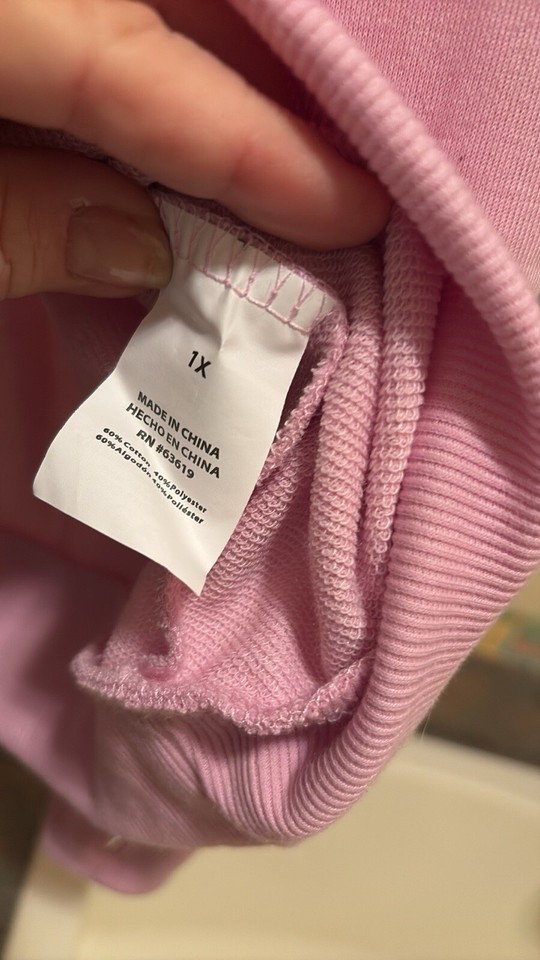 1X
MADE IN CHINA
HECHO EN CHINA
RN #63619
60% Cotton, 40%Polyester
60%Algodón,40%Poliéster